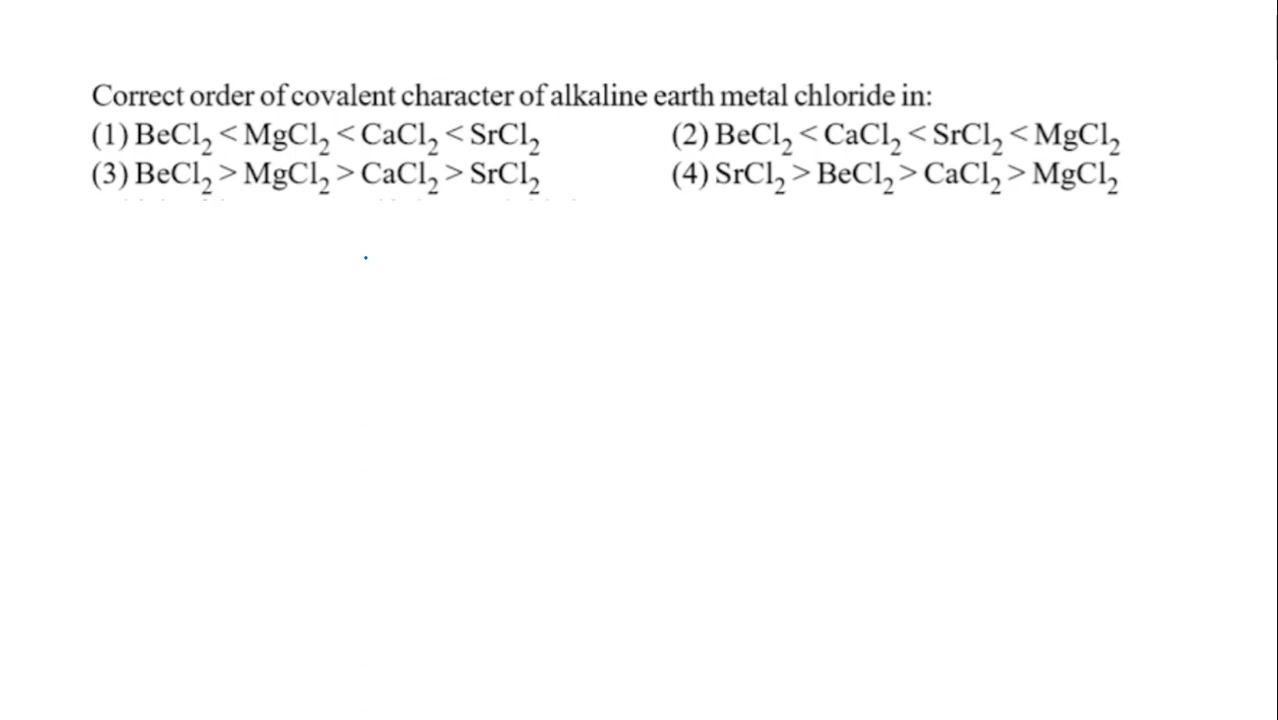 Correct order of covalent character of alkaline earth metal chloride in:
(1) BeCl₂ < MgCl₂ < CaCl₂ < SrCl₂ (2) BeCl₂ < CaCl₂ < SrCl₂ < MgCl₂
(3) BeCl₂ > MgCl₂ > CaCl₂ > SrCl₂ (4) SrCl₂ > BeCl₂ > CaCl₂ > MgCl₂